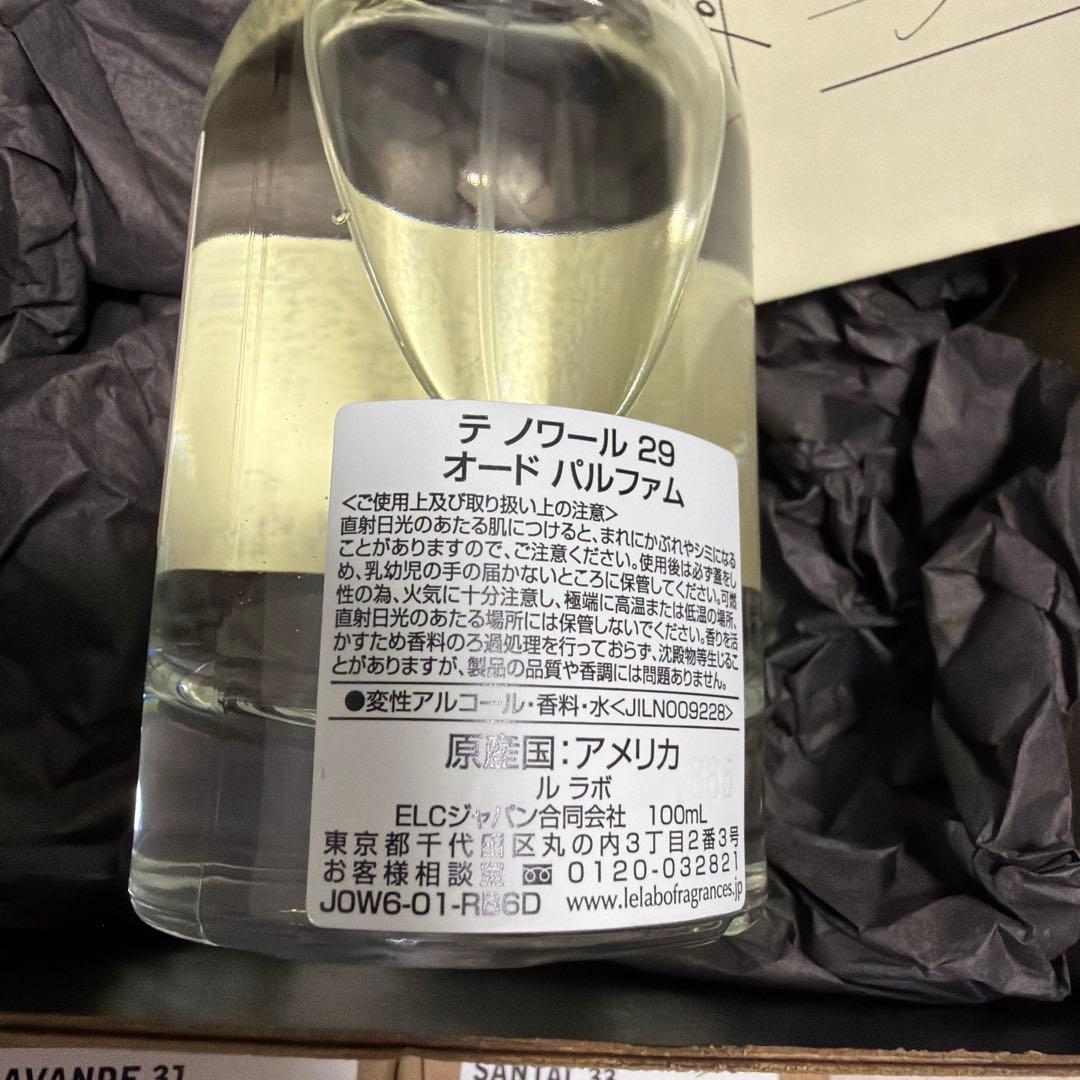 テ ノワール 29
オード パルファム
<ご使用上及び取り扱い上の注意>
直射日光のあたる肌につけると、まれにかぶれやシミになる
ことがありますので、ご注意ください。使用後は必ず蓋をし
め、乳幼児の手の届かないところに保管してください。可燃
性の為、火気に十分注意し、極端に高温または低温の場所、
直射日光のあたる場所には保管しないでください。香りを活
かすため香料のろ過処理を行っておらず、沈殿物等生じるこ
とがありますが、製品の品質や香調には問題ありません。
●変性アルコール・香料・水<JILN009228>
原産国:アメリカ
ル ラボ
ELCジャパン合同会社 100mL
東京都千代田区丸の内3丁目2番3号
お客様相談室 0120-032821
J0W6-01-RB6D www.lelabofragrances.jp
AVANDE 31
SANTAL 33